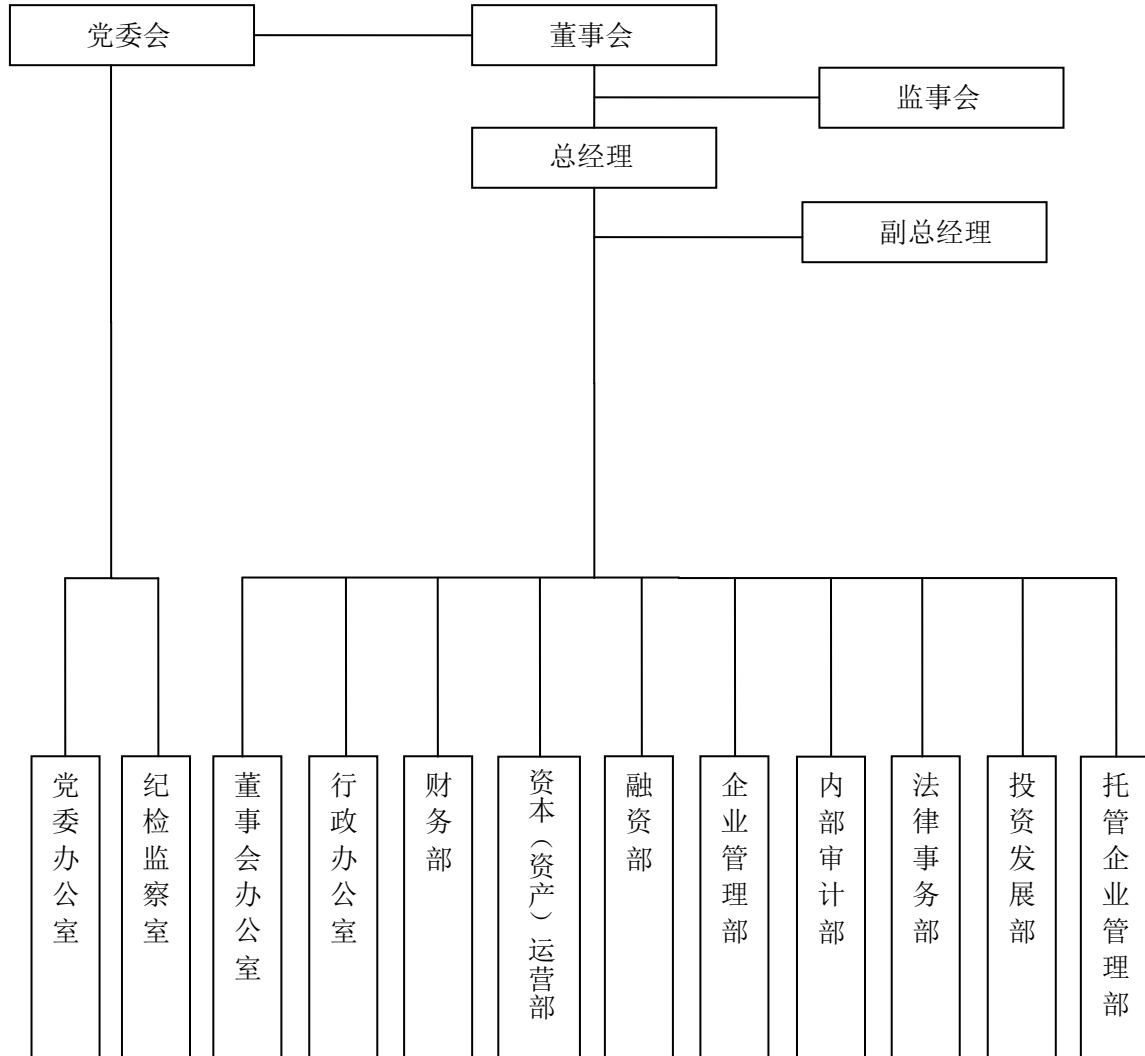 党委会
董事会
监事会
总经理
副总经理
党委办公室
纪检监察室
董事会办公室
行政办公室
财务部
资本（资产）运营部
融资部
企业管理部
内部审计部
法律事务部
投资发展部
托管企业管理部